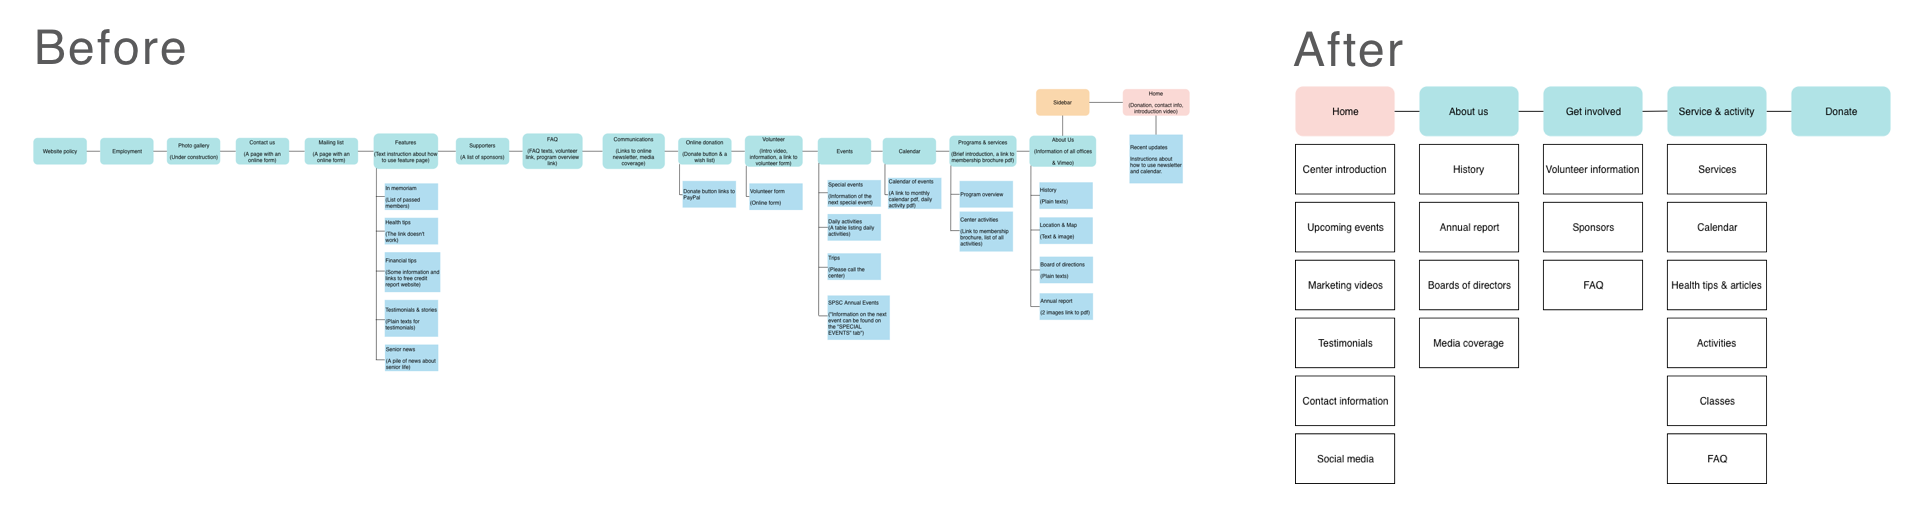 Before
After
Sidebar
Home
(Donation, contact info,
introduction video)
Website policy
Employment
Photo gallery
(Under construction)
Contact us
(A page with an
online form)
Mailing list
(A page with an
online form)
Features
(Text instruction about how
to use feature page)
Supporters
(A list of sponsors)
FAQ
(FAQ texts, volunteer
link, program overview
link)
Communications
(Links to online
newsletter, media
coverage)
Online donation
(Donate button & a
wish list)
Volunteer
(Intro video,
information, a link to
volunteer form)
Events
Calendar
Programs & services
(Brief introduction, a link to
membership brochure pdf)
About Us
(Information of all offices
& Vimeo)
Recent updates
Instructions about
how to use newsletter
and calendar.
In memoriam
(List of passed
members)
Health tips
(The link doesn't
work)
Financial tips
(Some information and
links to free credit
report website)
Testimonials & stories
(Plain texts for
testimonials)
Senior news
(A pile of news about
senior life)
Donate button links to
PayPal
Volunteer form
(Online form)
Special events
(Information of the
next special event)
Daily activities
(A table listing daily
activities)
Trips
(Please call the
center)
SPSC Annual Events
("Information on the next
event can be found on
the "SPECIAL
EVENTS" tab")
Calendar of events
(A link to monthly
calendar pdf, daily
activity pdf)
Program overview
Center activities
(Link to membership
brochure, list of all
activities)
History
(Plain texts)
Location & Map
(Text & image)
Board of directions
(Plain texts)
Annual report
(2 images link to pdf)
Home
Center introduction
Upcoming events
Marketing videos
Testimonials
Contact information
Social media
About us
History
Annual report
Boards of directors
Media coverage
Get involved
Volunteer information
Sponsors
FAQ
Service & activity
Services
Calendar
Health tips & articles
Activities
Classes
FAQ
Donate